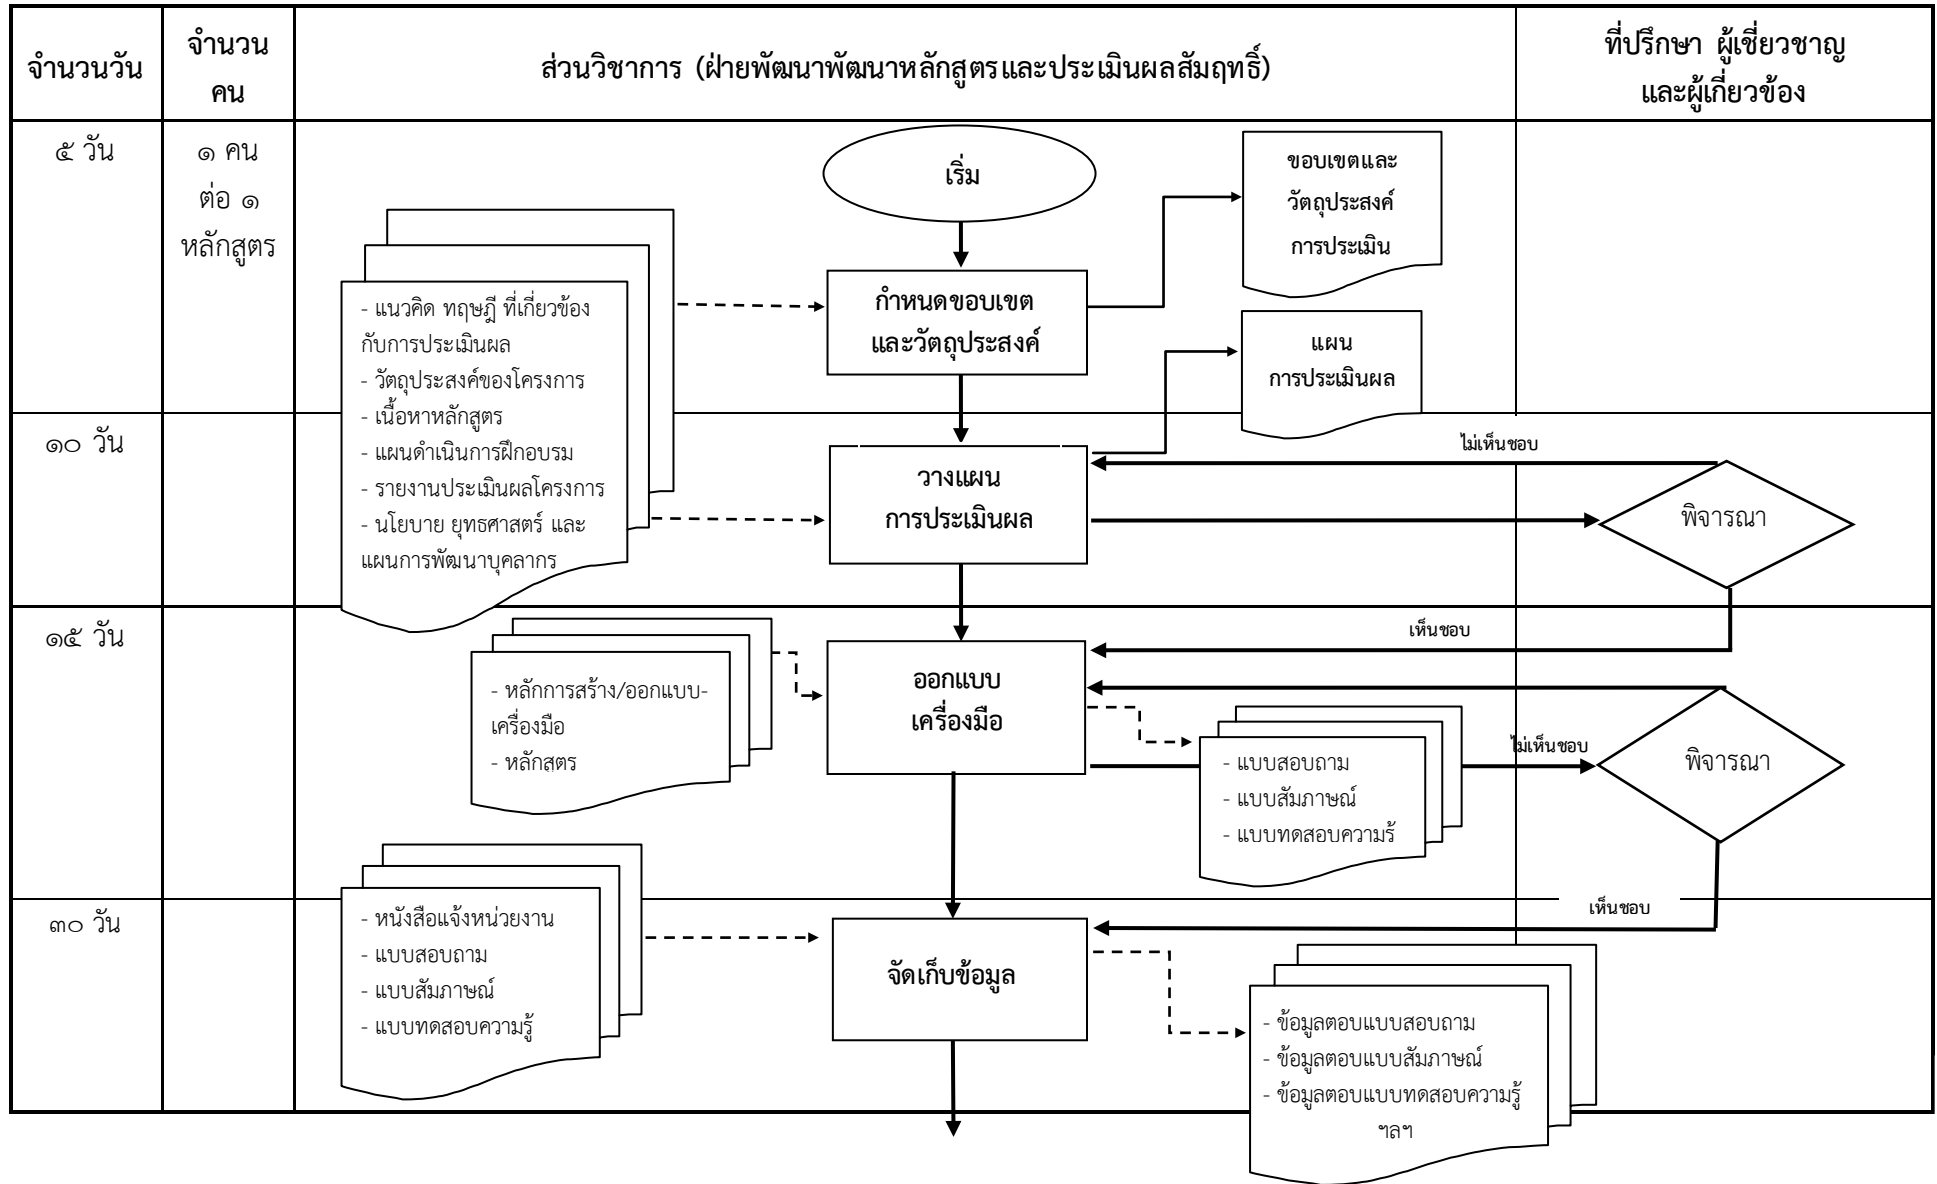 จำนวนวัน
จำนวน
คน
ส่วนวิชาการ (ฝ่ายพัฒนาพัฒนาหลักสูตรและประเมินผลสัมฤทธิ์)
ที่ปรึกษา ผู้เชี่ยวชาญ
และผู้เกี่ยวข้อง
๕ วัน
๑ คน
ต่อ ๑
หลักสูตร
เริ่ม
ขอบเขตและ
วัตถุประสงค์
การประเมิน
- แนวคิด ทฤษฎี ที่เกี่ยวข้อง
กับการประเมินผล
- วัตถุประสงค์ของโครงการ
- เนื้อหาหลักสูตร
- แผนดำเนินการฝึกอบรม
- รายงานประเมินผลโครงการ
- นโยบาย ยุทธศาสตร์ และ
แผนการพัฒนาบุคลากร
กำหนดขอบเขต
และวัตถุประสงค์
แผน
การประเมินผล
๑๐ วัน
วางแผน
การประเมินผล
ไม่เห็นชอบ
พิจารณา
๑๕ วัน
เห็นชอบ
- หลักการสร้าง/ออกแบบ-
เครื่องมือ
- หลักสูตร
ออกแบบ
เครื่องมือ
- แบบสอบถาม
- แบบสัมภาษณ์
- แบบทดสอบความรู้
ไม่เห็นชอบ
พิจารณา
๓๐ วัน
- หนังสือแจ้งหน่วยงาน
- แบบสอบถาม
- แบบสัมภาษณ์
- แบบทดสอบความรู้
จัดเก็บข้อมูล
เห็นชอบ
- ข้อมูลตอบแบบสอบถาม
- ข้อมูลตอบแบบสัมภาษณ์
- ข้อมูลตอบแบบทดสอบความรู้
ฯลฯ